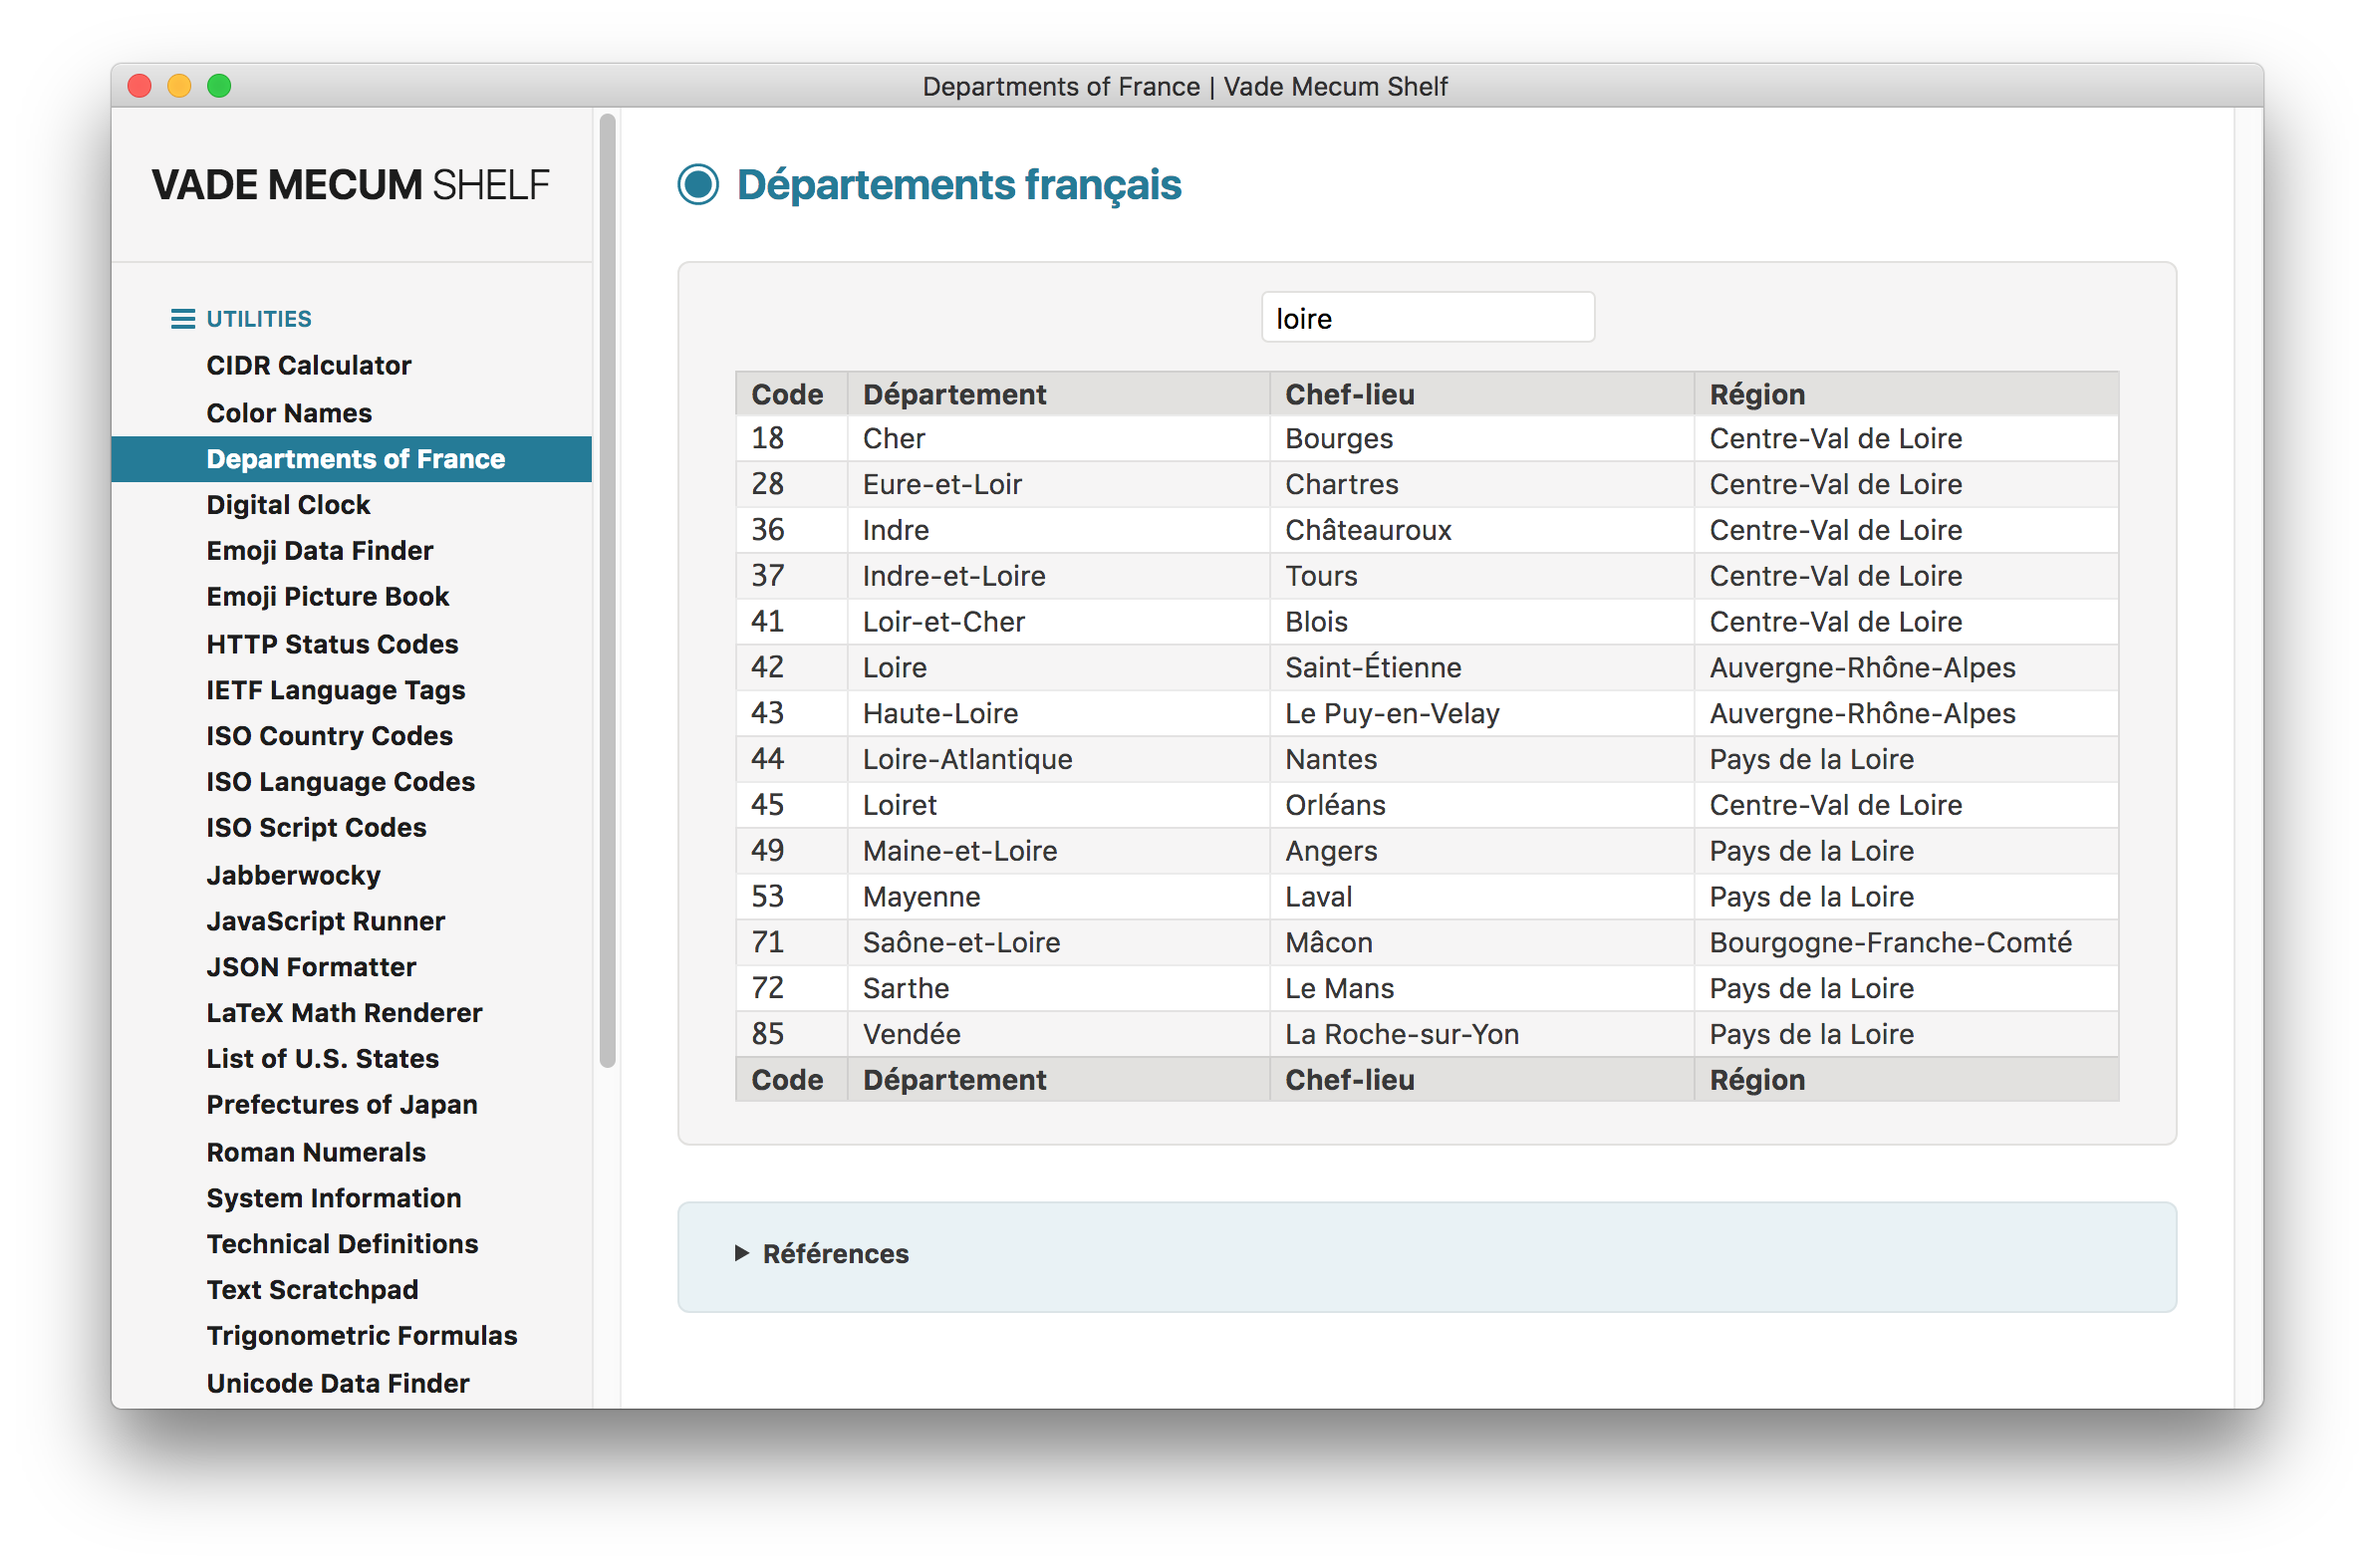 Departments of France | Vade Mecum Shelf
VADE MECUM SHELF
UTILITIES
CIDR Calculator
Color Names
Departments of France
Digital Clock
Emoji Data Finder
Emoji Picture Book
HTTP Status Codes
IETF Language Tags
ISO Country Codes
ISO Language Codes
ISO Script Codes
Jabberwocky
JavaScript Runner
JSON Formatter
LaTeX Math Renderer
List of U.S. States
Prefectures of Japan
Roman Numerals
System Information
Technical Definitions
Text Scratchpad
Trigonometric Formulas
Unicode Data Finder
Départements français
loire
Code Département Chef-lieu Région
18 Cher Bourges Centre-Val de Loire
28 Eure-et-Loir Chartres Centre-Val de Loire
36 Indre Châteauroux Centre-Val de Loire
37 Indre-et-Loire Tours Centre-Val de Loire
41 Loir-et-Cher Blois Centre-Val de Loire
42 Loire Saint-Étienne Auvergne-Rhône-Alpes
43 Haute-Loire Le Puy-en-Velay Auvergne-Rhône-Alpes
44 Loire-Atlantique Nantes Pays de la Loire
45 Loiret Orléans Centre-Val de Loire
49 Maine-et-Loire Angers Pays de la Loire
53 Mayenne Laval Pays de la Loire
71 Saône-et-Loire Mâcon Bourgogne-Franche-Comté
72 Sarthe Le Mans Pays de la Loire
85 Vendée La Roche-sur-Yon Pays de la Loire
Code Département Chef-lieu Région
Références